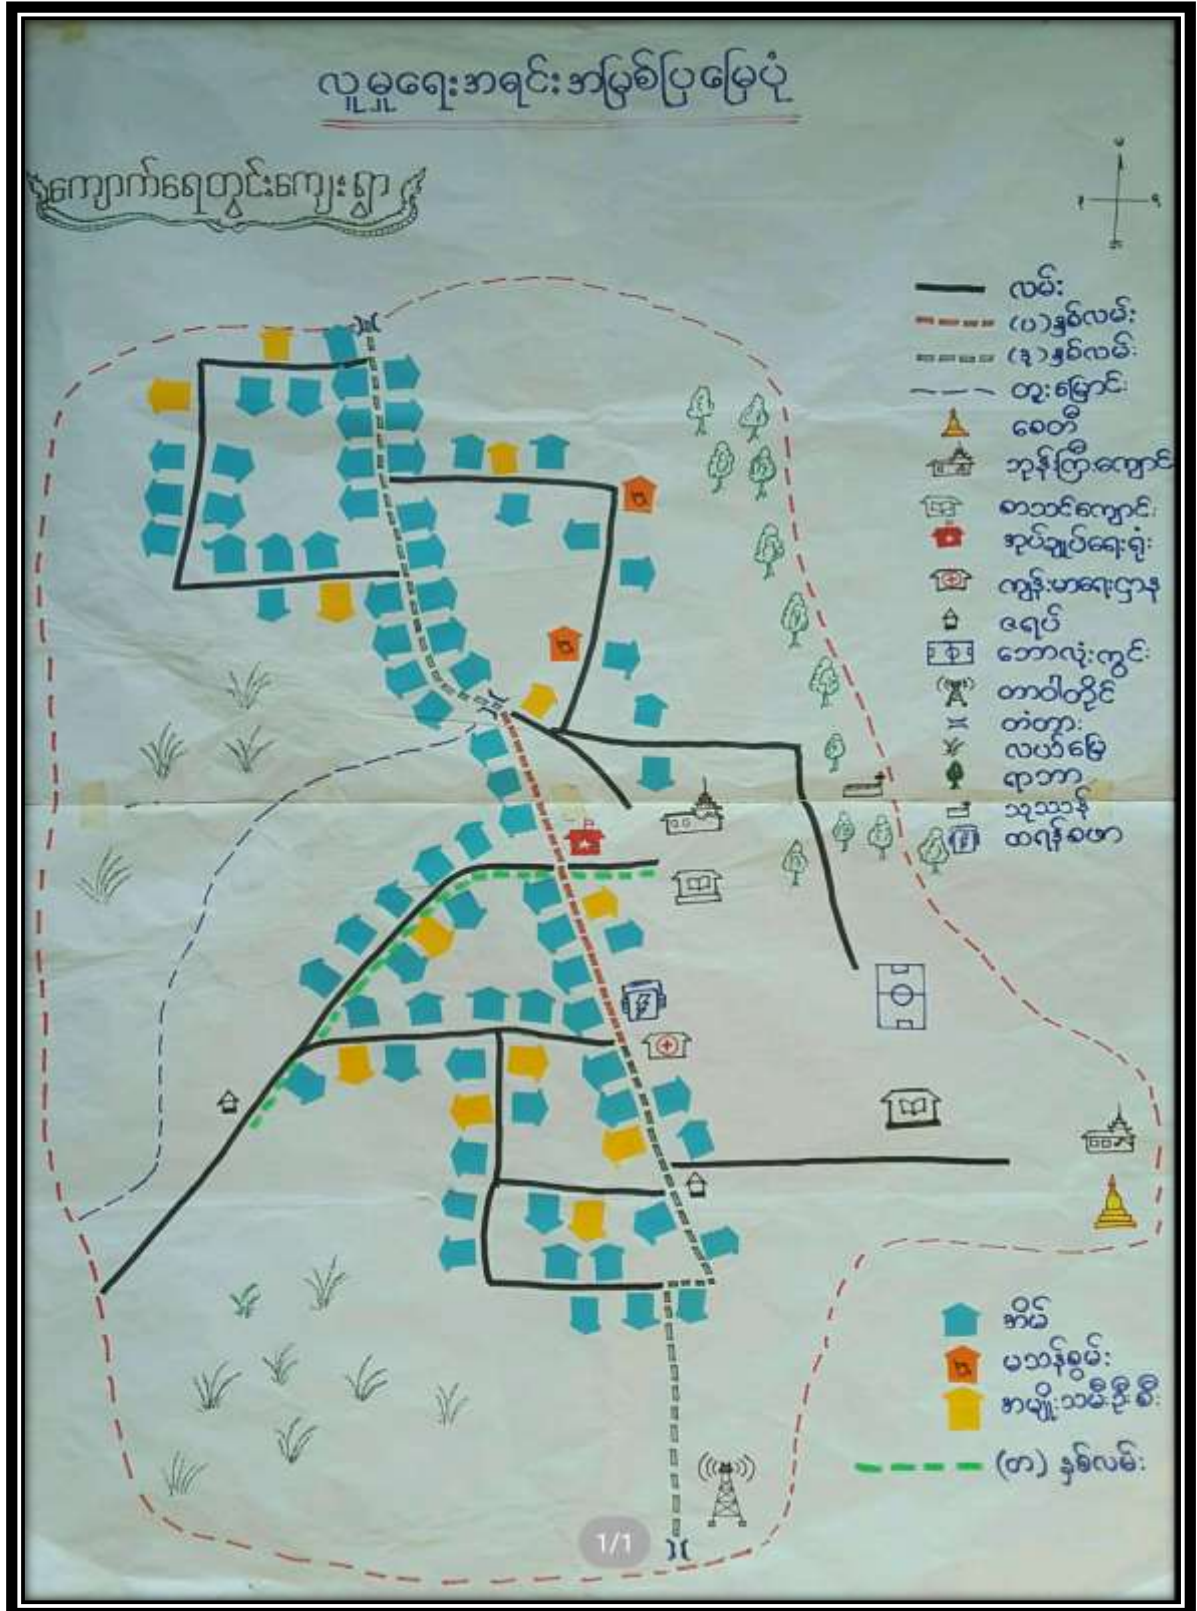 လူမှုရေးအရင်းအမြစ်ပြမြေပုံ
ကျောက်ရေတွင်းကျေးရွာ
လမ်း
(ပ)နှစ်လမ်း
(ဒု)နှစ်လမ်း
တူးမြောင်း
စေတီ
ဘုန်းကြီးကျောင်း
စာသင်ကျောင်း
အုပ်ချုပ်ရေးရုံး
ကျန်းမာရေးဌာန
ဇရပ်
ဘောလုံးကွင်း
တာဝါတိုင်
တံတား
လယ်မြေ
ရာဘာ
သုသာန်
ထရန်စဖာ
အိမ်
မသန်စွမ်း
အမျိုးသမီးဦးစီး
(တ) နှစ်လမ်း
1/1